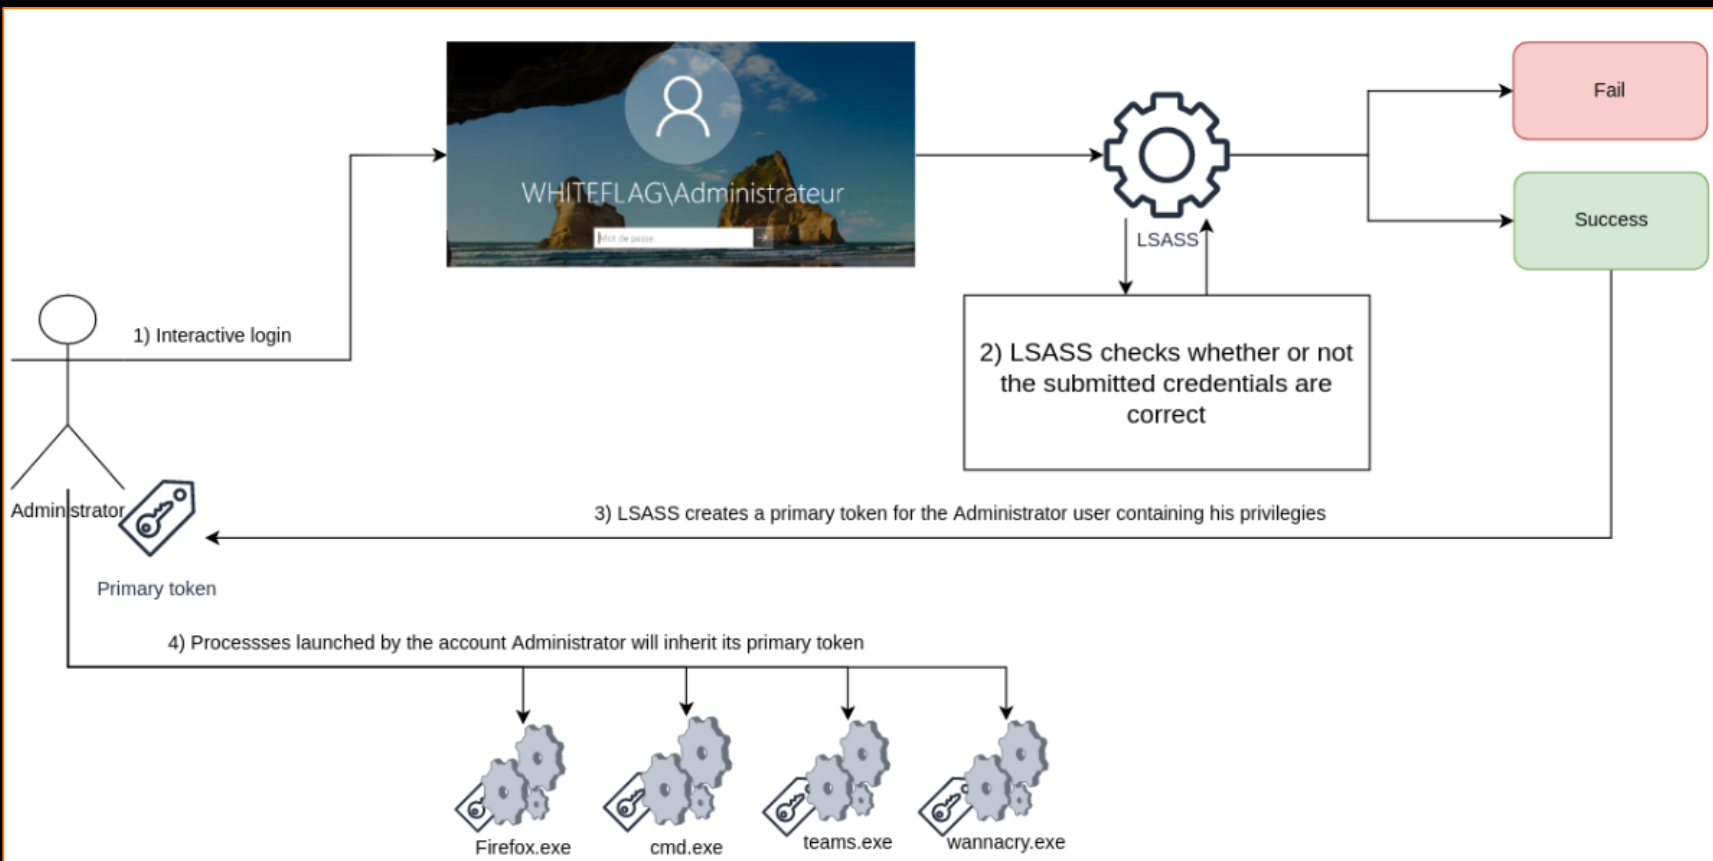 Fail
WHITEFLAG\Administrateur
Mot de passe
Success
LSASS
1) Interactive login
2) LSASS checks whether or not
the submitted credentials are
correct
Administrator
3) LSASS creates a primary token for the Administrator user containing his privilegies
Primary token
4) Processses launched by the account Administrator will inherit its primary token
Firefox.exe
cmd.exe
teams.exe
wannacry.exe